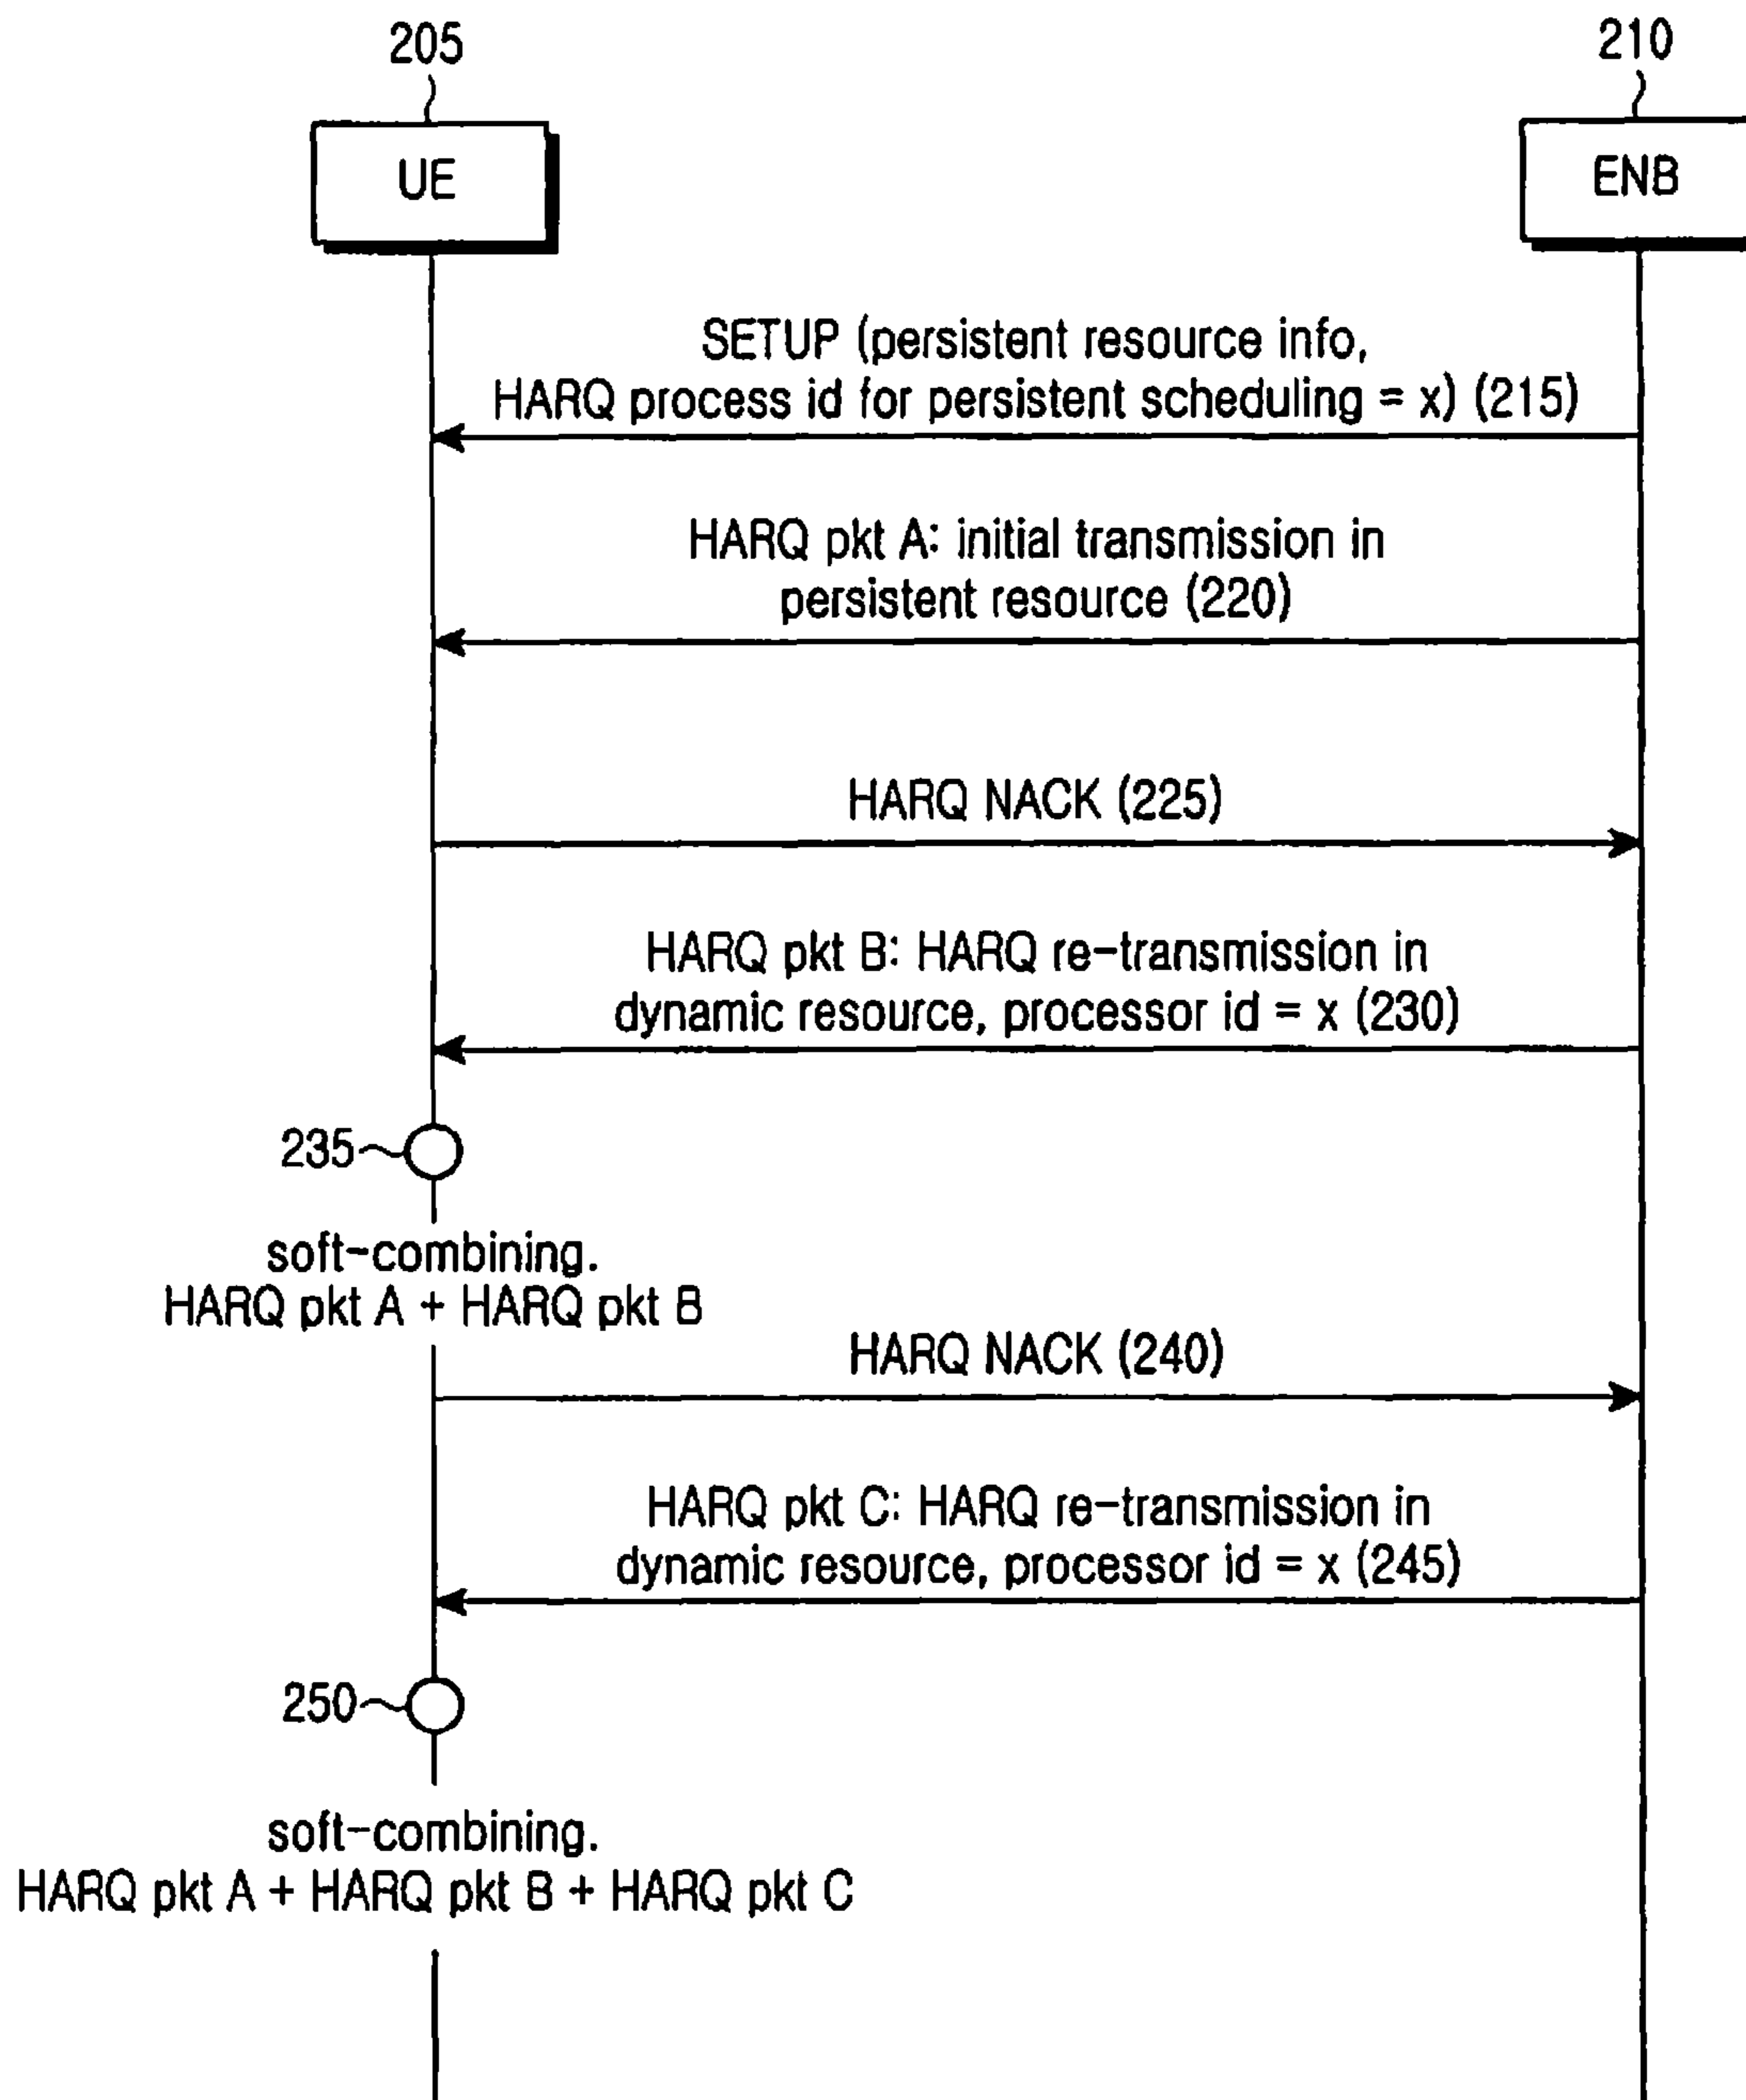 205
210
UE
ENB
SETUP (persistent resource info,
HARQ process id for persistent scheduling = x) (215)
HARQ pkt A: initial transmission in
persistent resource (220)
HARQ NACK (225)
HARQ pkt B: HARQ re-transmission in
dynamic resource, processor id = x (230)
235
soft-combining.
HARQ pkt A + HARQ pkt B
HARQ NACK (240)
HARQ pkt C: HARQ re-transmission in
dynamic resource, processor id = x (245)
250
soft-combining.
HARQ pkt A + HARQ pkt B + HARQ pkt C